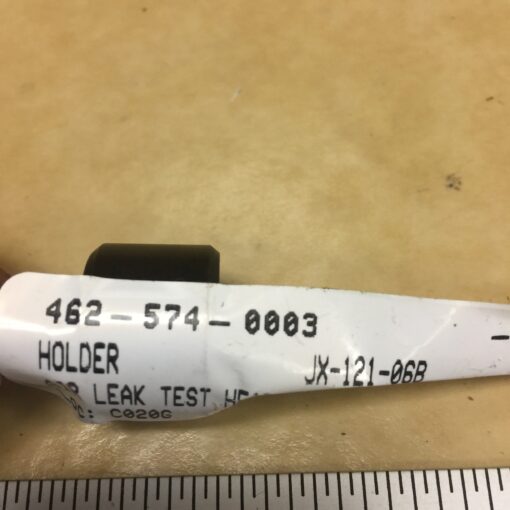 462-574-0003
HOLDER
JX-121-06B
LEAK TEST
C020G